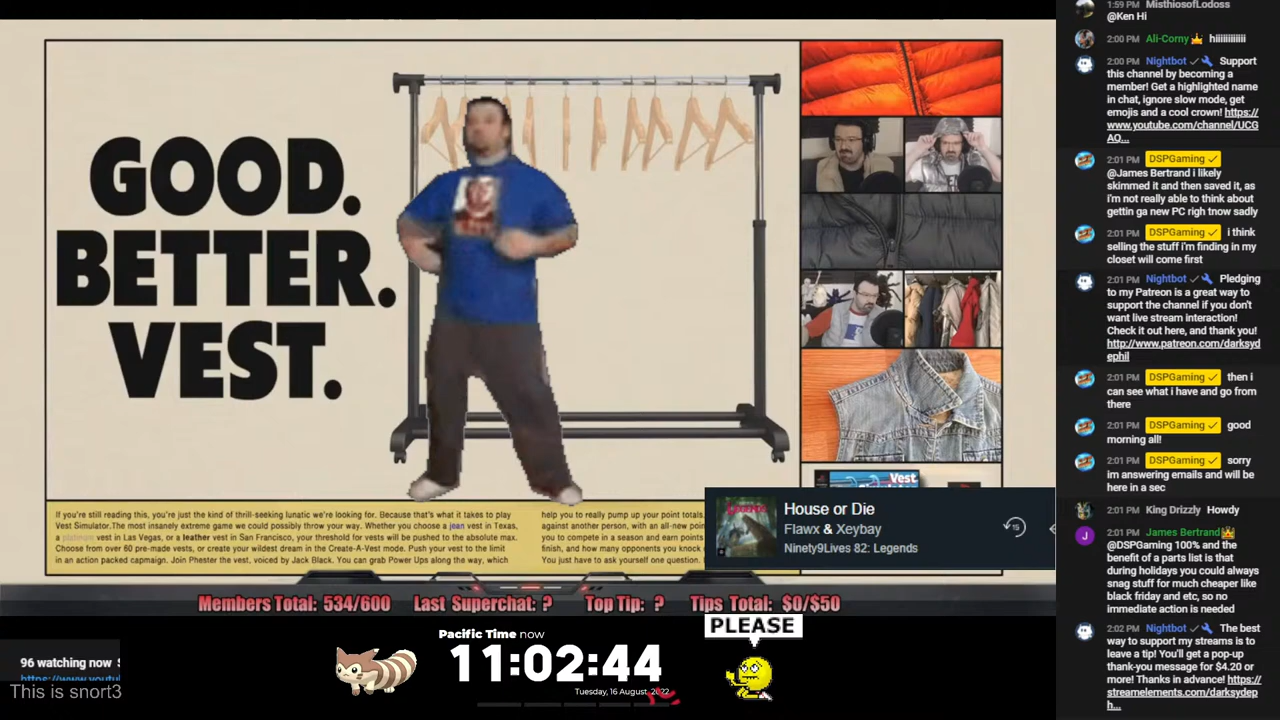 GOOD.
BETTER.
VEST.
If you're still reading this, you're just the kind of thrill-seeking lunatic we're looking for. Because that's what it takes to play
Vest Simulator.The most insanely extreme game we could possibly throw your way. Whether you choose a jean vest in Texas,
a platinum vest in Las Vegas, or a leather vest in San Francisco, your threshold for vests will be pushed to the absolute max.
Choose from over 60 pre-made vests, or create your wildest dream in the Create-A-Vest mode. Push your vest to the limit
in an action packed capmaign. Join Phester the vest, voiced by Jack Black. You can grab Power Ups along the way, which
help you to really pump up your point totals,
against another person, with an all-new poin
you to compete in a season and earn points
finish, and how many opponents you knock
You just have to ask yourself one question.
Vest
LEGENDS
House or Die
Flawx & Xeybay
Ninety9Lives 82: Legends
15
Members Total: 534/600
Last Superchat: ?
Top Tip: ?
Tips Total: $0/$50
Pacific Time now
11:02:44
Tuesday, 16 August, 2022
PLEASE
96 watching now
https://www.youtu
This is snort3
1:59 PM MisthiosofLodoss
@Ken Hi
2:00 PM Ali-Corny hiiiiiiiiiiiii
2:00 PM Nightbot Support
this channel by becoming a
member! Get a highlighted name
in chat, ignore slow mode, get
emojis and a cool crown! https://
www.youtube.com/channel/UCG
AO...
2:01 PM DSPGaming
@James Bertrand i likely
skimmed it and then saved it, as
i'm not really able to think about
gettin ga new PC righ tnow sadly
2:01 PM DSPGaming i think
selling the stuff i'm finding in my
closet will come first
2:01 PM Nightbot Pledging
to my Patreon is a great way to
support the channel if you don't
want live stream interaction!
Check it out here, and thank you!
http://www.patreon.com/darksyd
ephil
2:01 PM DSPGaming then i
can see what i have and go from
there
2:01 PM DSPGaming good
morning all!
2:01 PM DSPGaming sorry
im answering emails and will be
here in a sec
2:01 PM King Drizzly Howdy
J
2:01 PM James Bertrand
@DSPGaming 100% and the
benefit of a parts list is that
during holidays you could always
snag stuff for much cheaper like
black friday and etc, so no
immediate action is needed
2:02 PM Nightbot The best
way to support my streams is to
leave a tip! You'll get a pop-up
thank-you message for $4.20 or
more! Thanks in advance! https://
streamelements.com/darksydep
h...